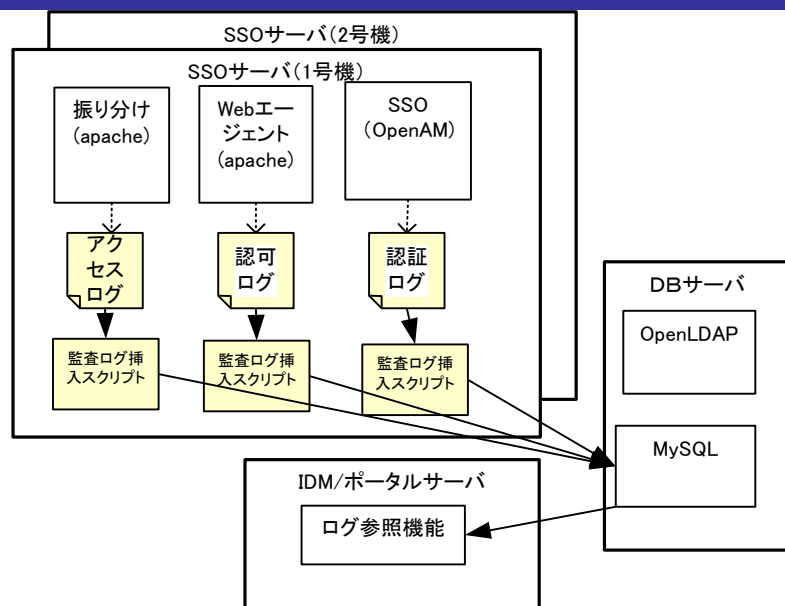 SSOサーバ(2号機)
SSOサーバ(1号機)
振り分け
(apache)
Webエー
ジェント
(apache)
SSO
(OpenAM)
アク
セス
ログ
認可
ログ
認証
ログ
監査ログ挿
入スクリプト
監査ログ挿
入スクリプト
監査ログ挿
入スクリプト
DBサーバ
OpenLDAP
MySQL
IDM/ポータルサーバ
ログ参照機能